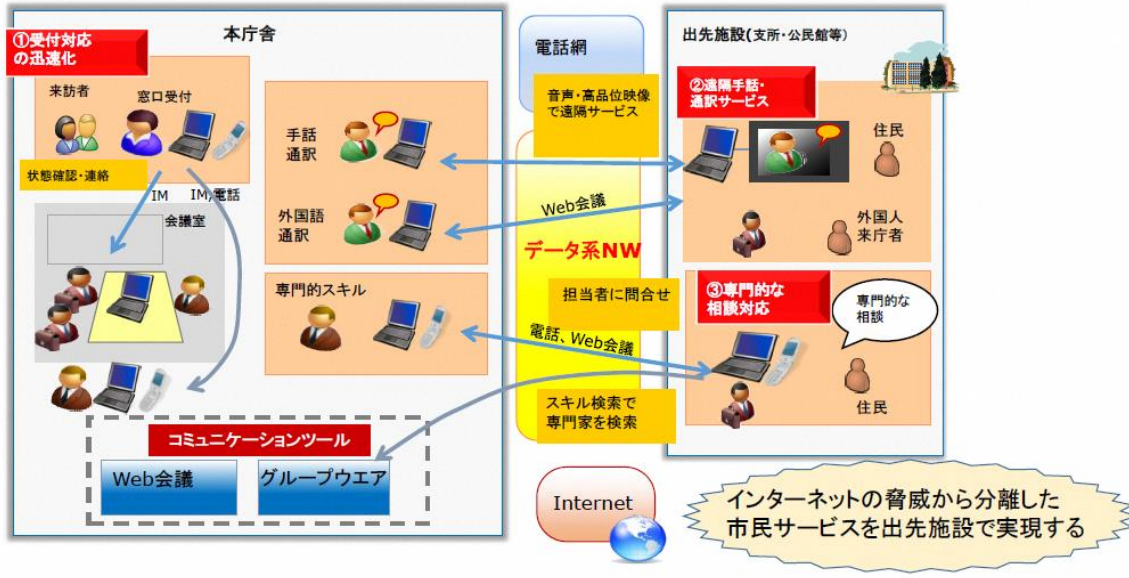 本庁舎
①受付対応
の迅速化
来訪者
窓口受付
状態確認・連絡
IM
IM,電話
会議室
手話
通訳
外国語
通訳
専門的スキル
コミュニケーションツール
Web会議
グループウエア
電話網
音声・高品位映像
で遠隔サービス
Web会議
データ系NW
担当者に問合せ
電話、Web会議
スキル検索で
専門家を検索
Internet
出先施設(支所・公民館等)
②遠隔手話・
通訳サービス
住民
外国人
来庁者
③専門的な
相談対応
専門的な
相談
住民
インターネットの脅威から分離した
市民サービスを出先施設で実現する